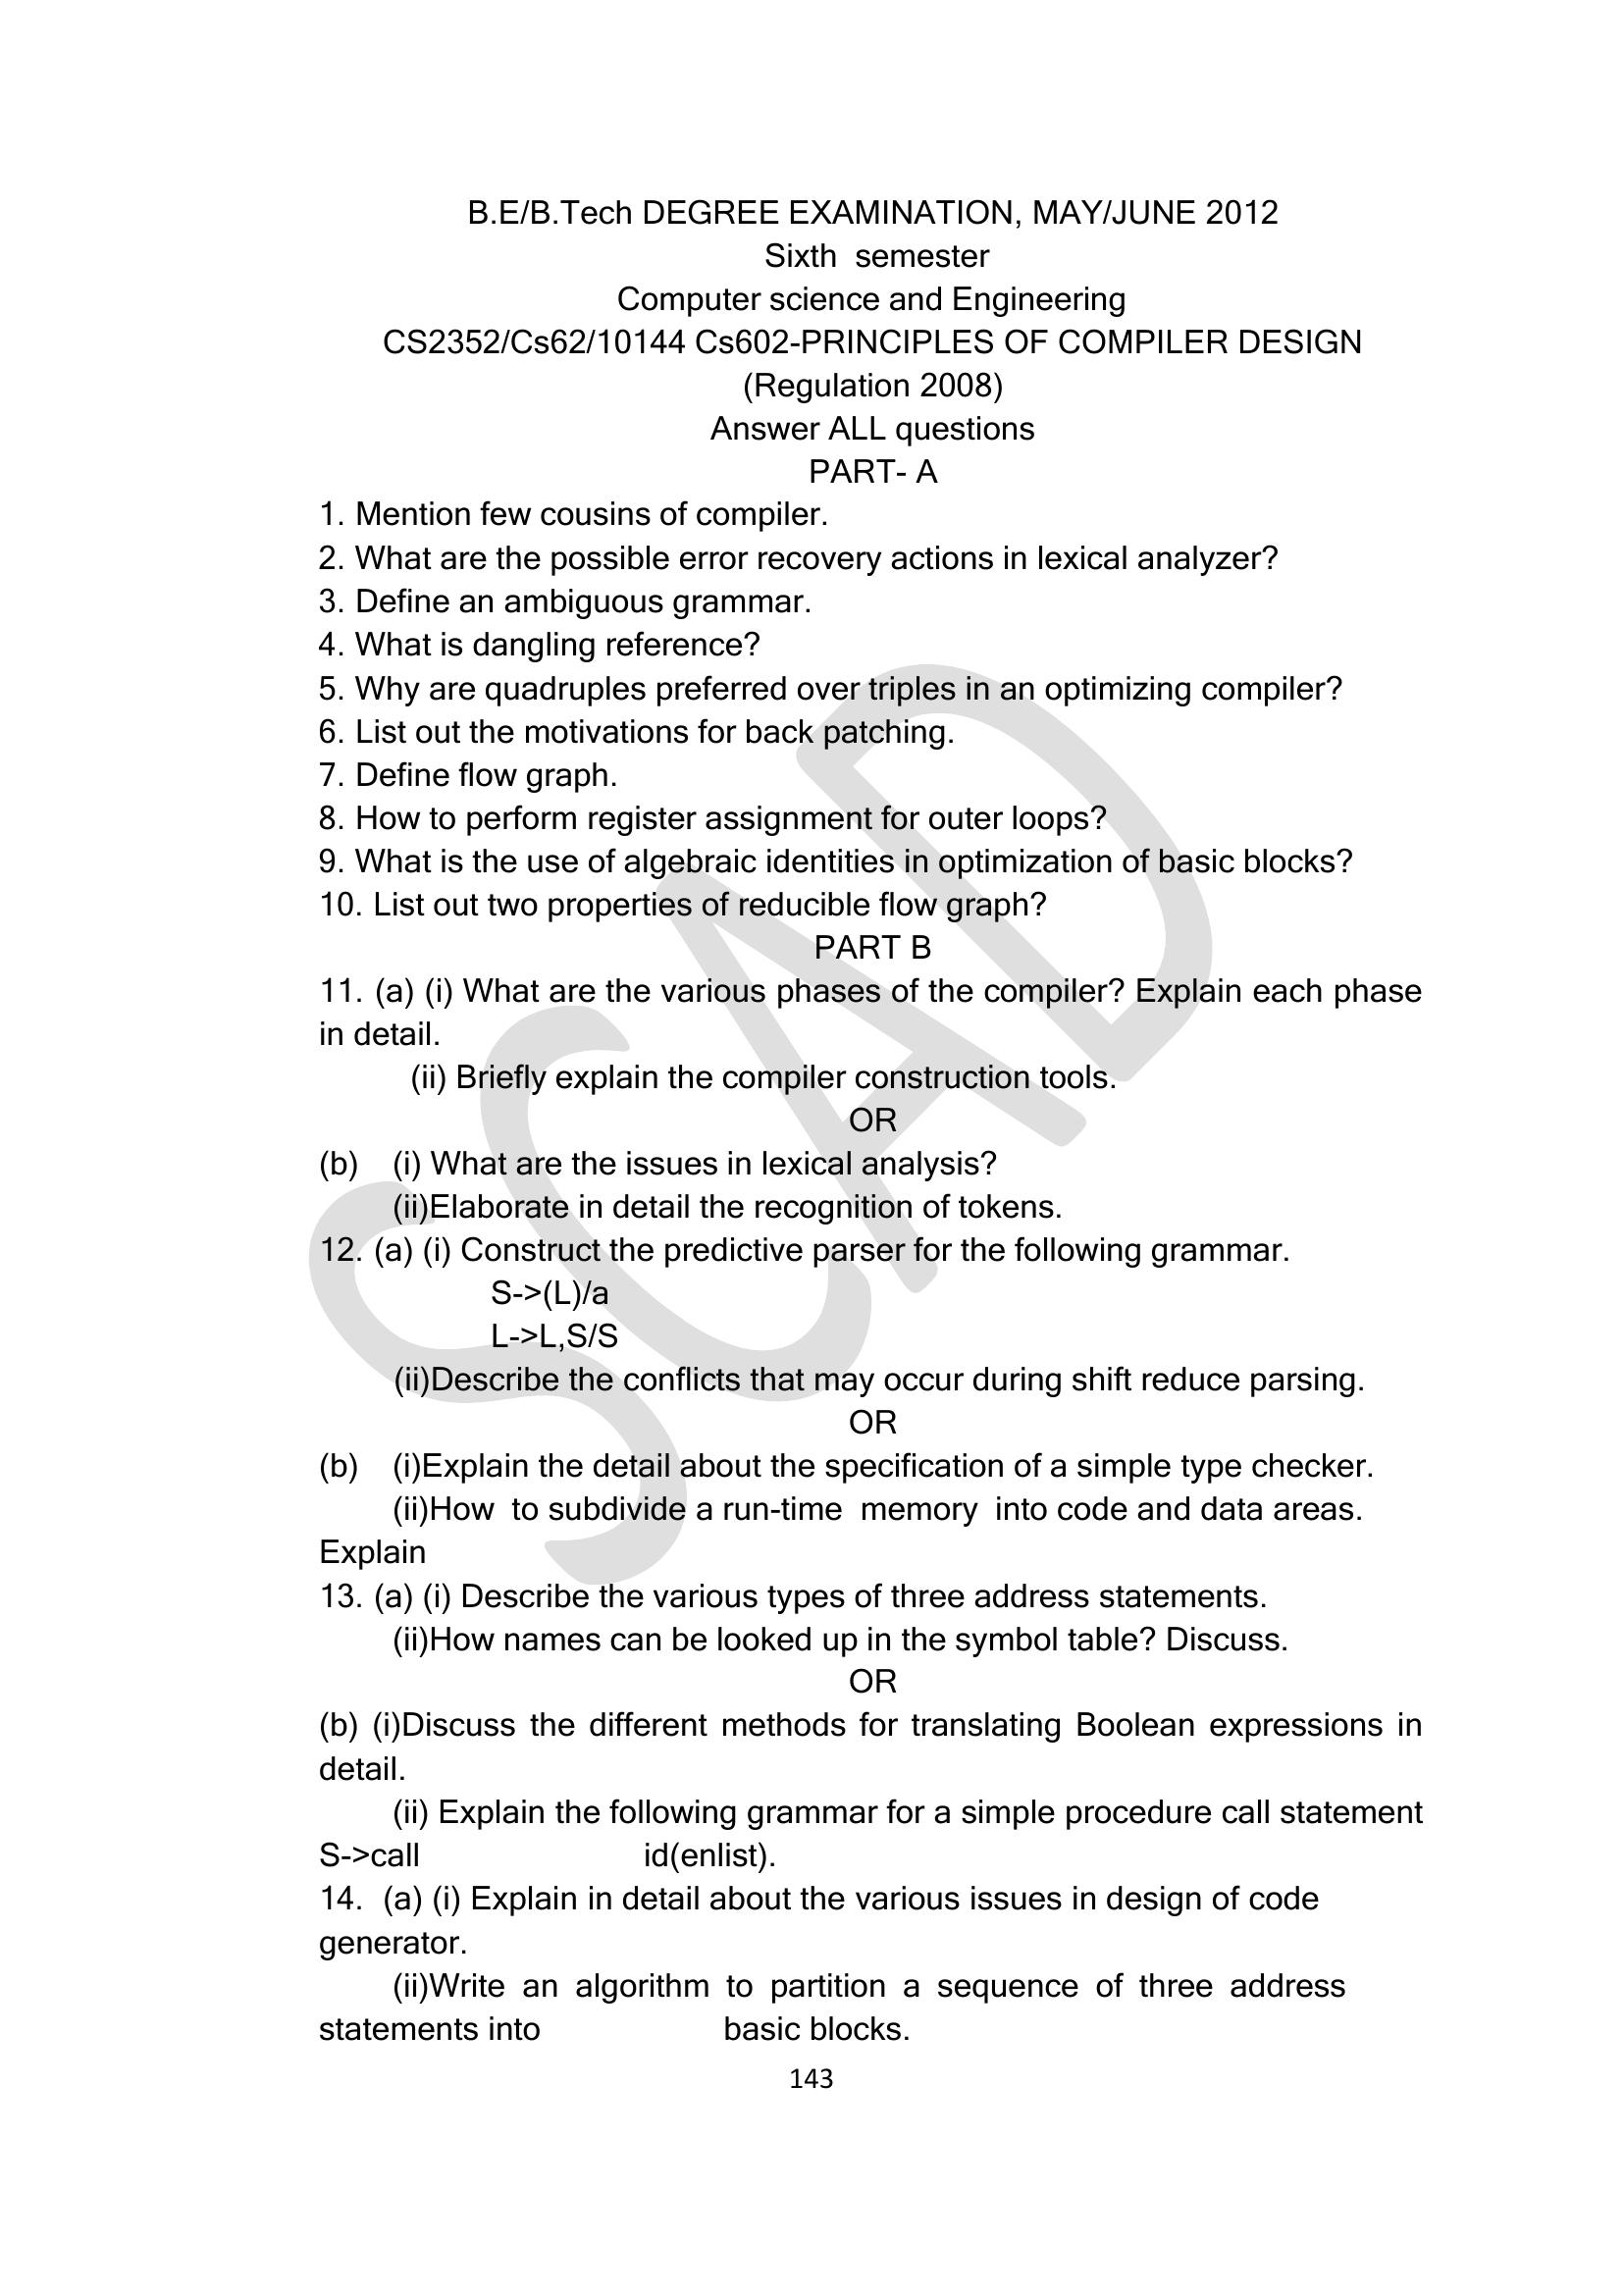 B.E/B.Tech DEGREE EXAMINATION, MAY/JUNE 2012
Sixth  semester
Computer science and Engineering
CS2352/Cs62/10144 Cs602-PRINCIPLES OF COMPILER DESIGN
(Regulation 2008)
Answer ALL questions
PART- A
1. Mention few cousins of compiler.
2. What are the possible error recovery actions in lexical analyzer?
3. Define an ambiguous grammar.
4. What is dangling reference?
5. Why are quadruples preferred over triples in an optimizing compiler?
6. List out the motivations for back patching.
7. Define flow graph.
8. How to perform register assignment for outer loops?
9. What is the use of algebraic identities in optimization of basic blocks?
10. List out two properties of reducible flow graph?
PART B
11. (a) (i) What are the various phases of the compiler? Explain each phase
in detail.
(ii) Briefly explain the compiler construction tools.
OR
(b)    (i) What are the issues in lexical analysis?
(ii)Elaborate in detail the recognition of tokens.
12. (a) (i) Construct the predictive parser for the following grammar.
S->(L)/a
L->L,S/S
(ii)Describe the conflicts that may occur during shift reduce parsing.
OR
(b)    (i)Explain the detail about the specification of a simple type checker.
(ii)How  to subdivide a run-time  memory  into code and data areas.
Explain
13. (a) (i) Describe the various types of three address statements.
(ii)How names can be looked up in the symbol table? Discuss.
OR
(b) (i)Discuss the different methods for translating Boolean expressions in
detail.
(ii) Explain the following grammar for a simple procedure call statement
S->call                         id(enlist).
14.  (a) (i) Explain in detail about the various issues in design of code
generator.
(ii)Write an algorithm to partition a sequence of three address
statements into                    basic blocks.
143
SCAD